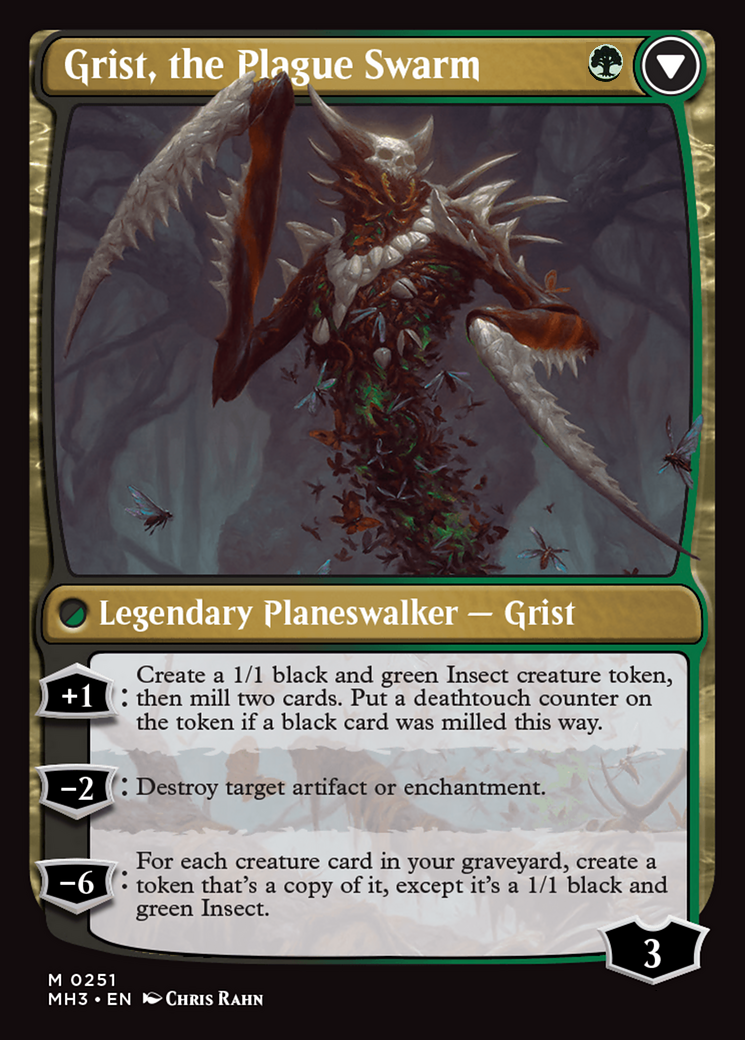 Grist, the Plague Swarm
Legendary Planeswalker — Grist
+1: Create a 1/1 black and green Insect creature token,
then mill two cards. Put a deathtouch counter on
the token if a black card was milled this way.
−2: Destroy target artifact or enchantment.
−6: For each creature card in your graveyard, create a
token that's a copy of it, except it's a 1/1 black and
green Insect.
3
M 0251
MH3 • EN Chris Rahn